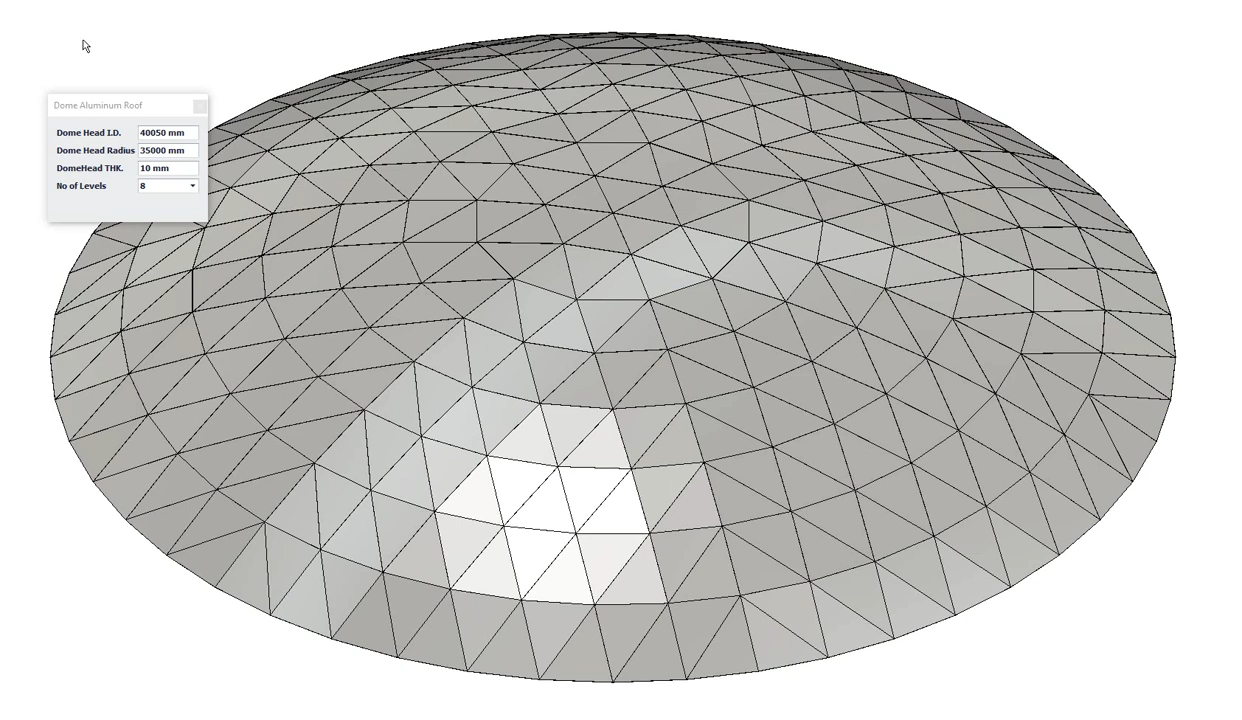 Dome Aluminum Roof
Dome Head I.D. 40050 mm
Dome Head Radius 35000 mm
DomeHead THK. 10 mm
No of Levels 8